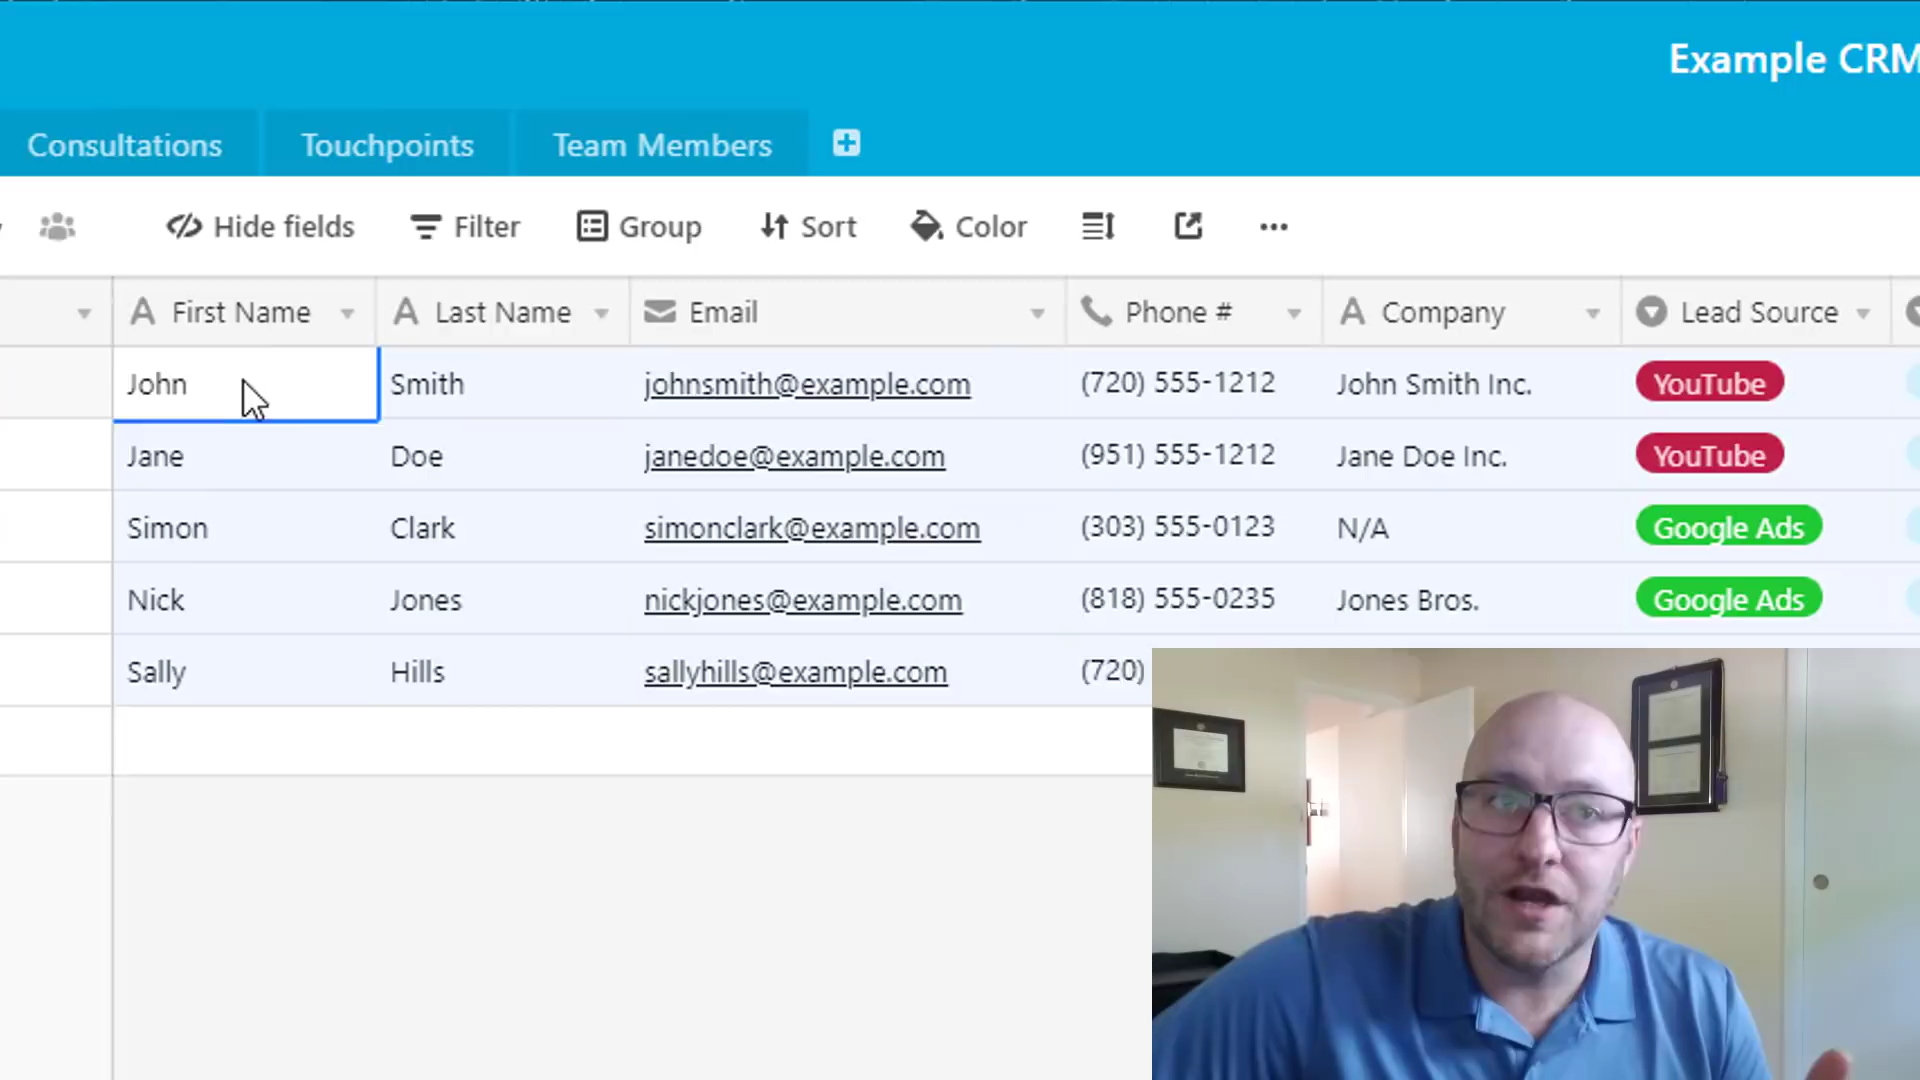 Example CRM
Consultations Touchpoints Team Members
Hide fields Filter Group Sort Color
First Name Last Name Email Phone # Company Lead Source
John Smith johnsmith@example.com (720) 555-1212 John Smith Inc. YouTube
Jane Doe janedoe@example.com (951) 555-1212 Jane Doe Inc. YouTube
Simon Clark simonclark@example.com (303) 555-0123 N/A Google Ads
Nick Jones nickjones@example.com (818) 555-0235 Jones Bros. Google Ads
Sally Hills sallyhills@example.com (720)